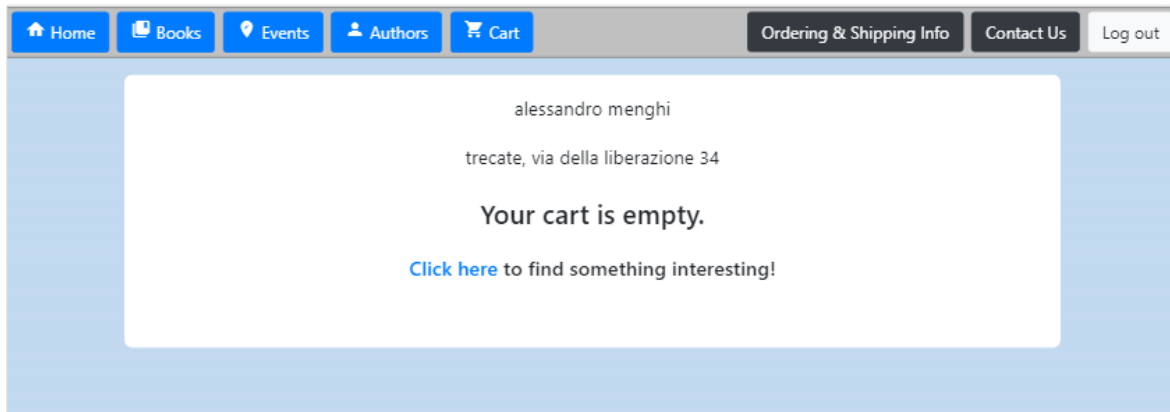 Home Books Events Authors Cart Ordering & Shipping Info Contact Us Log out
alessandro menghi
trecate, via della liberazione 34
Your cart is empty.
Click here to find something interesting!